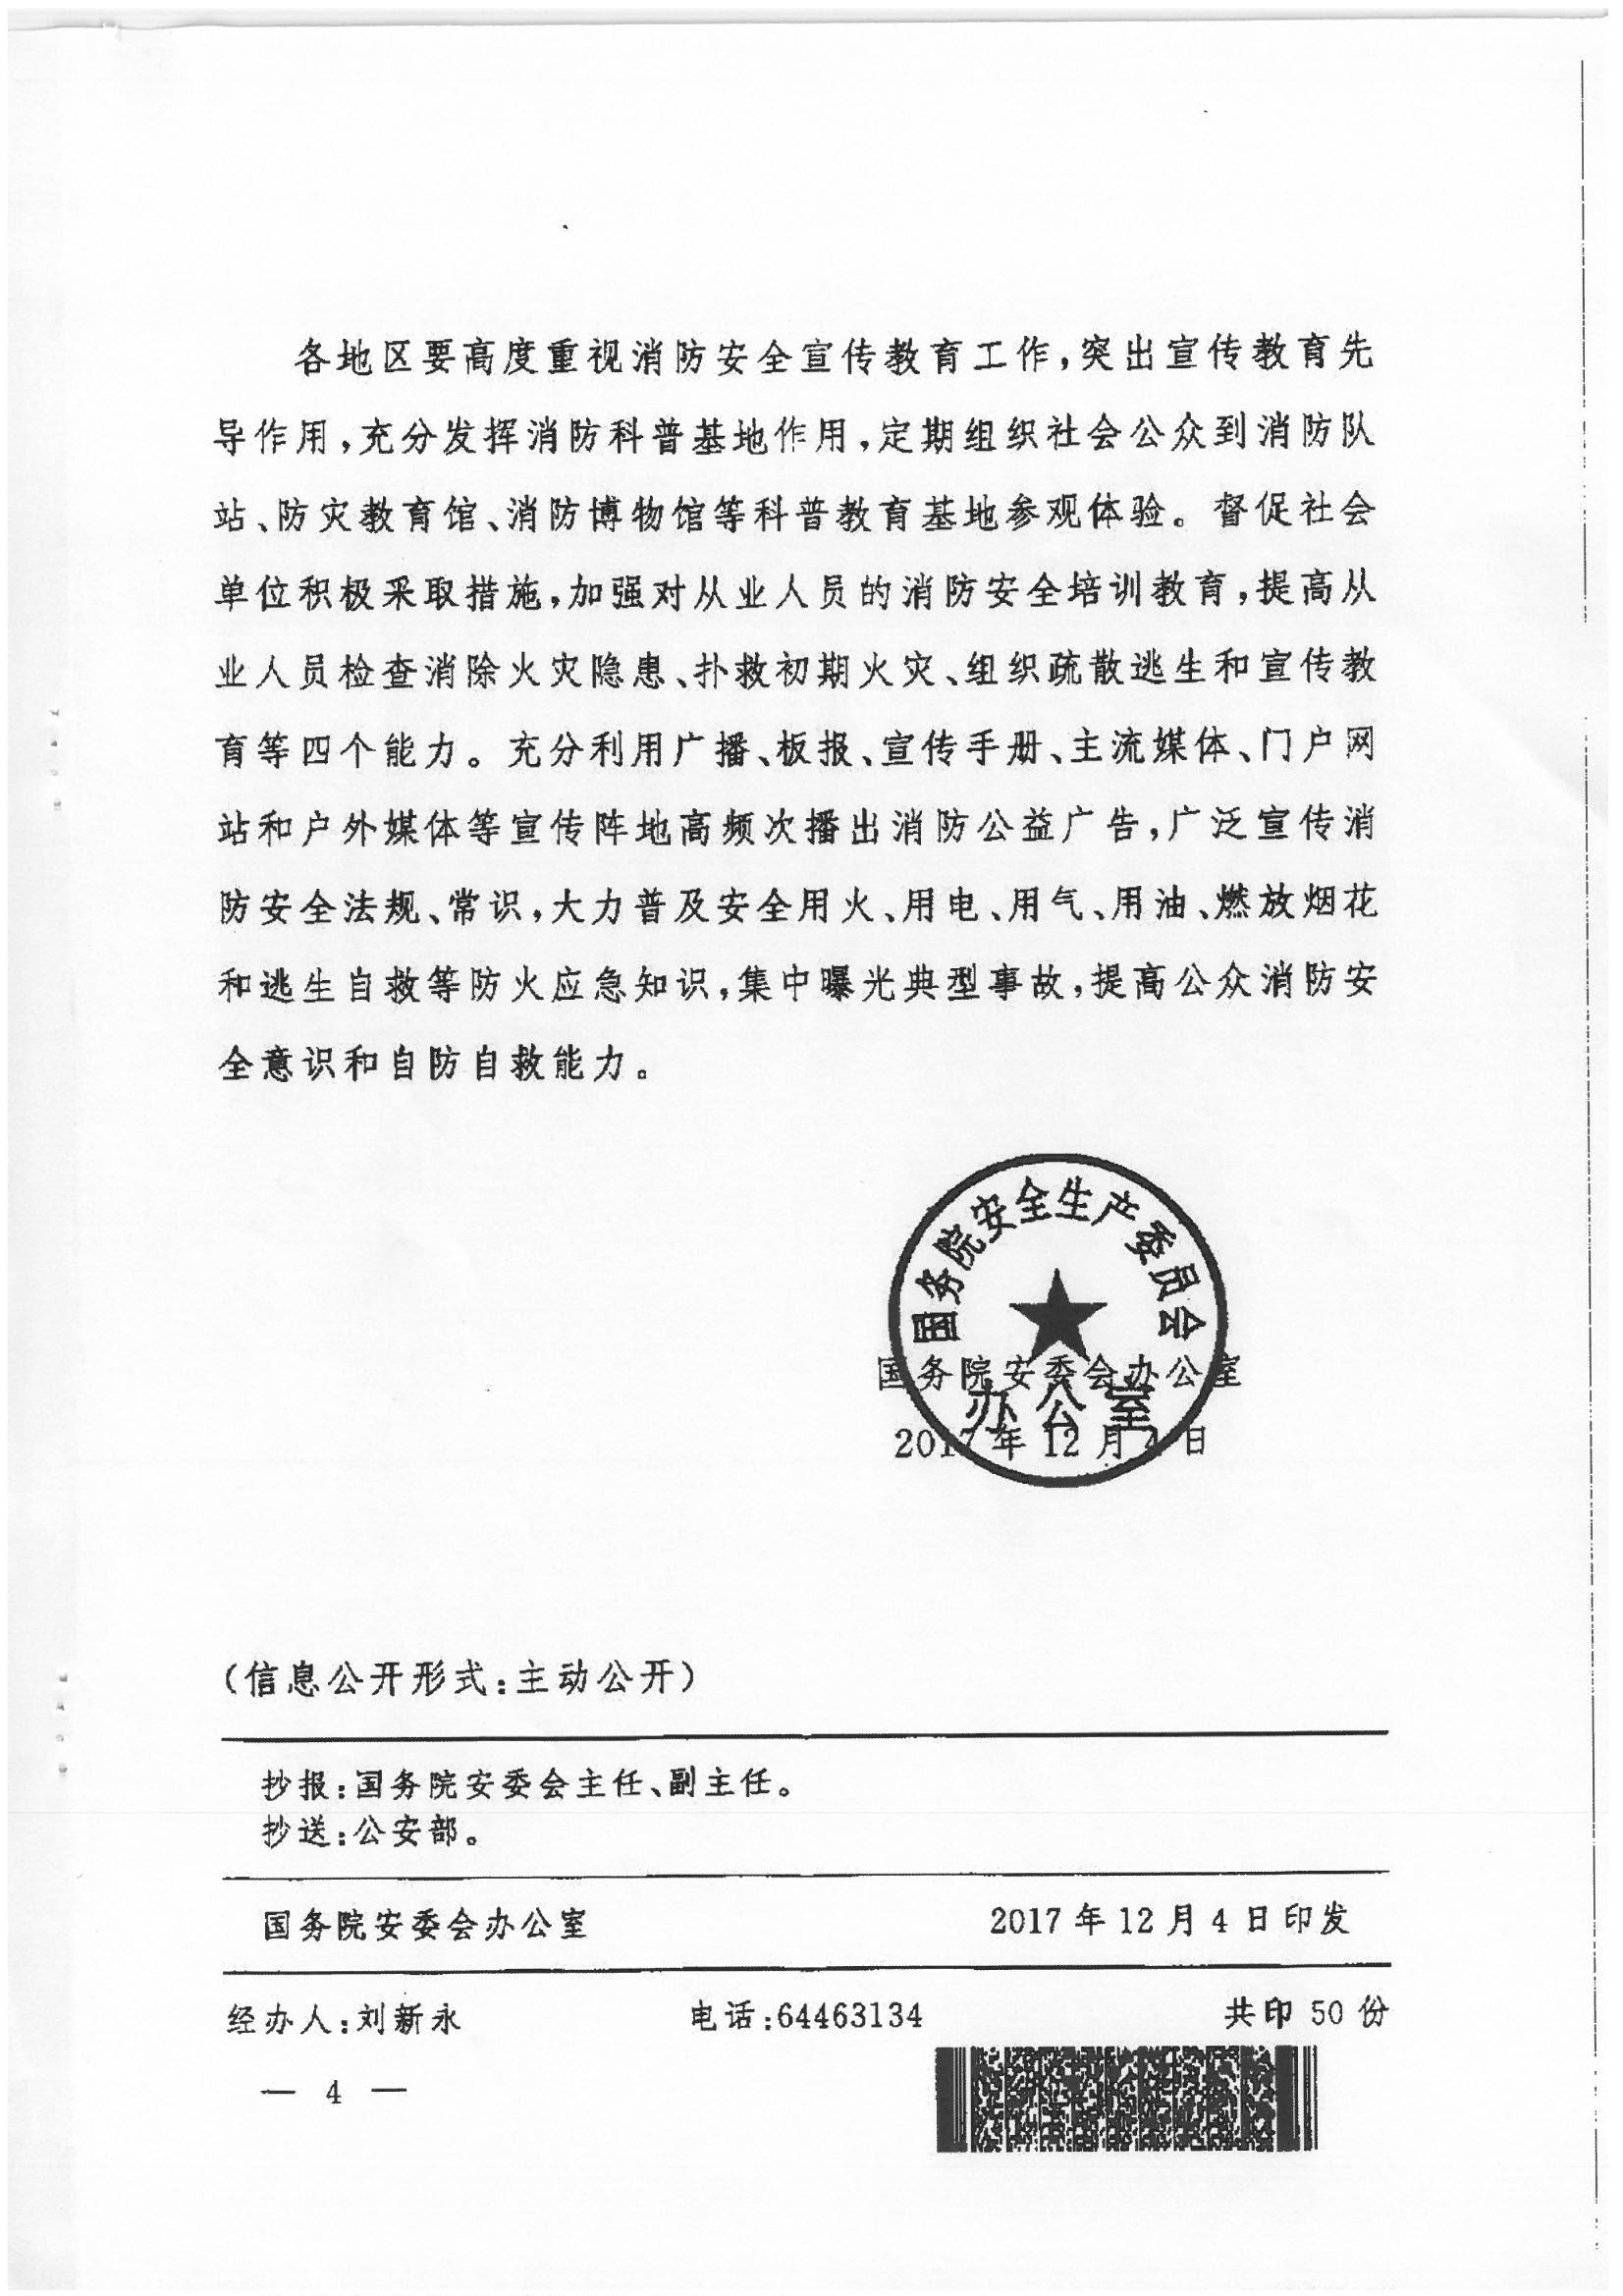 各地区要高度重视消防安全宣传教育工作,突出宣传教育先
导作用,充分发挥消防科普基地作用,定期组织社会公众到消防队
站、防灾教育馆、消防博物馆等科普教育基地参观体验。督促社会
单位积极采取措施,加强对从业人员的消防安全培训教育,提高从
业人员检查消除火灾隐患、扑救初期火灾、组织疏散逃生和宣传教
育等四个能力。充分利用广播、板报、宣传手册、主流媒体、门户网
站和户外媒体等宣传阵地高频次播出消防公益广告,广泛宣传消
防安全法规、常识,大力普及安全用火、用电、用气、用油、燃放烟花
和逃生自救等防火应急知识,集中曝光典型事故,提高公众消防安
全意识和自防自救能力。
国务院安全生产委员会
国务院安委会办公室
办公室
2017年12月4日
(信息公开形式:主动公开)
抄报:国务院安委会主任、副主任。
抄送:公安部。
国务院安委会办公室 2017年12月4日印发
经办人:刘新永 电话:64463134 共印50份
— 4 —